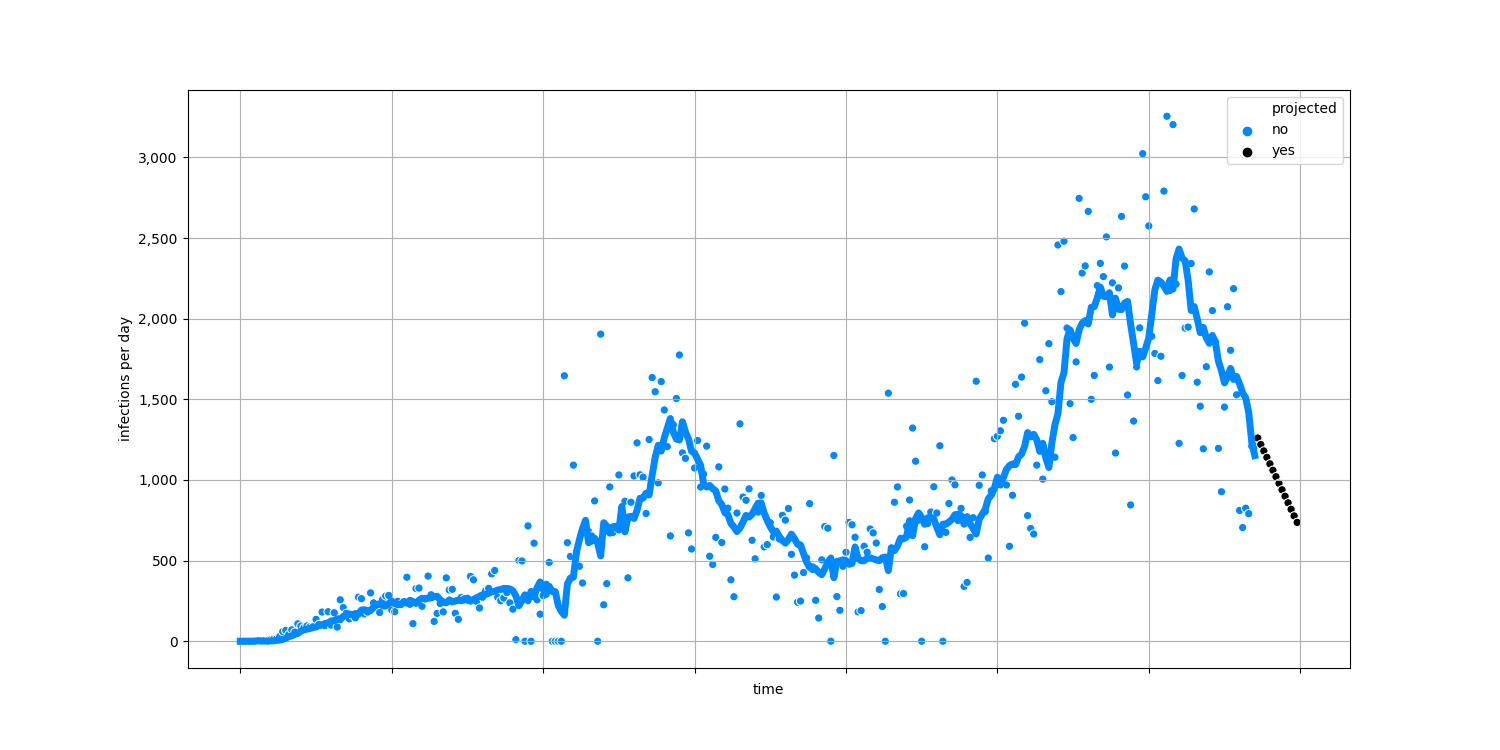 projected
no
yes
3,000
2,500
2,000
1,500
1,000
500
0
infections per day
time